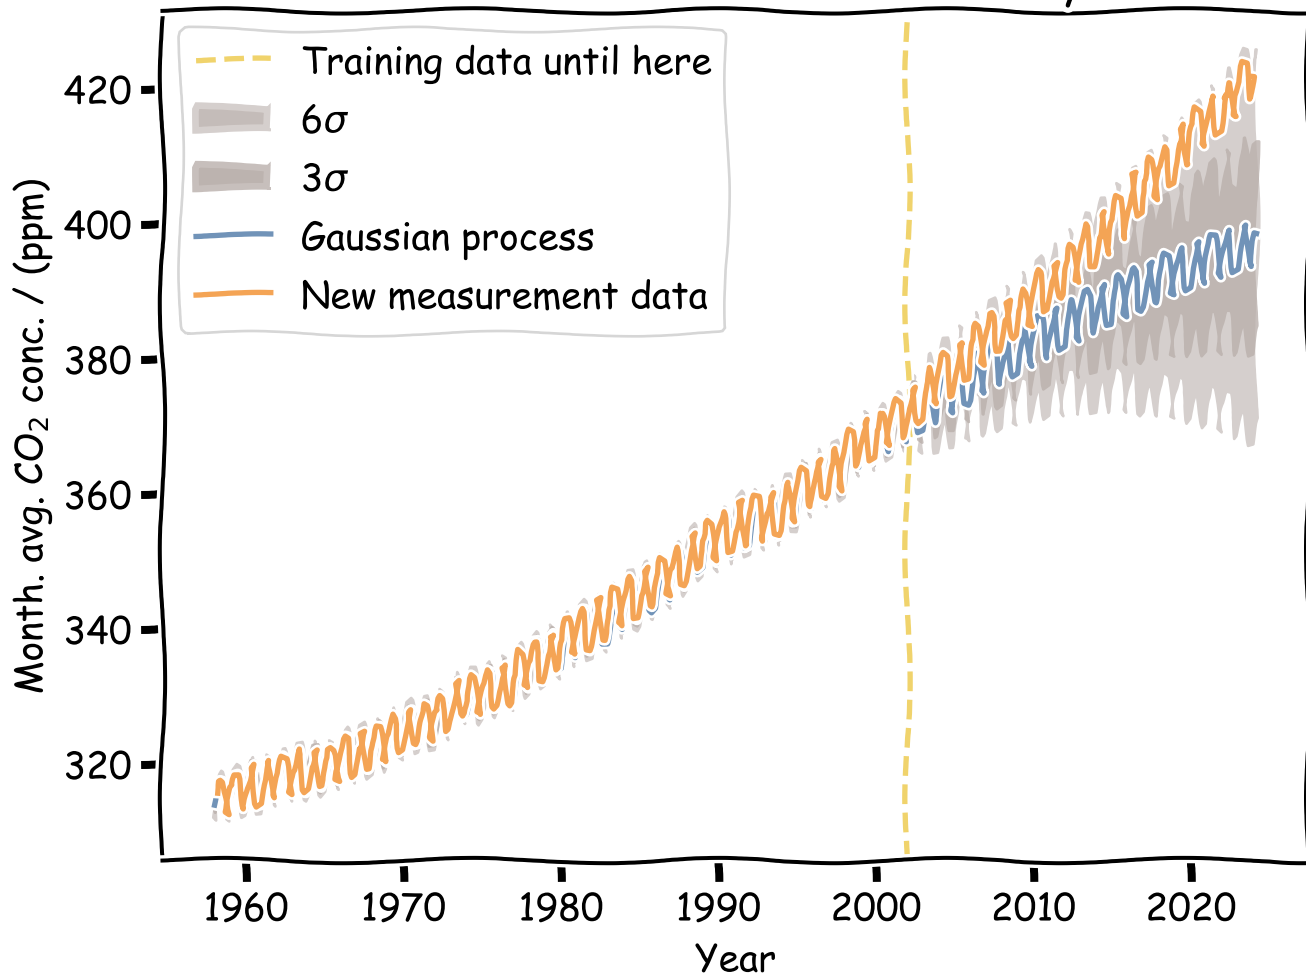 Training data until here
6σ
3σ
Gaussian process
New measurement data
420
400
380
360
340
320
Month. avg. CO₂ conc. / (ppm)
1960 1970 1980 1990 2000 2010 2020
Year